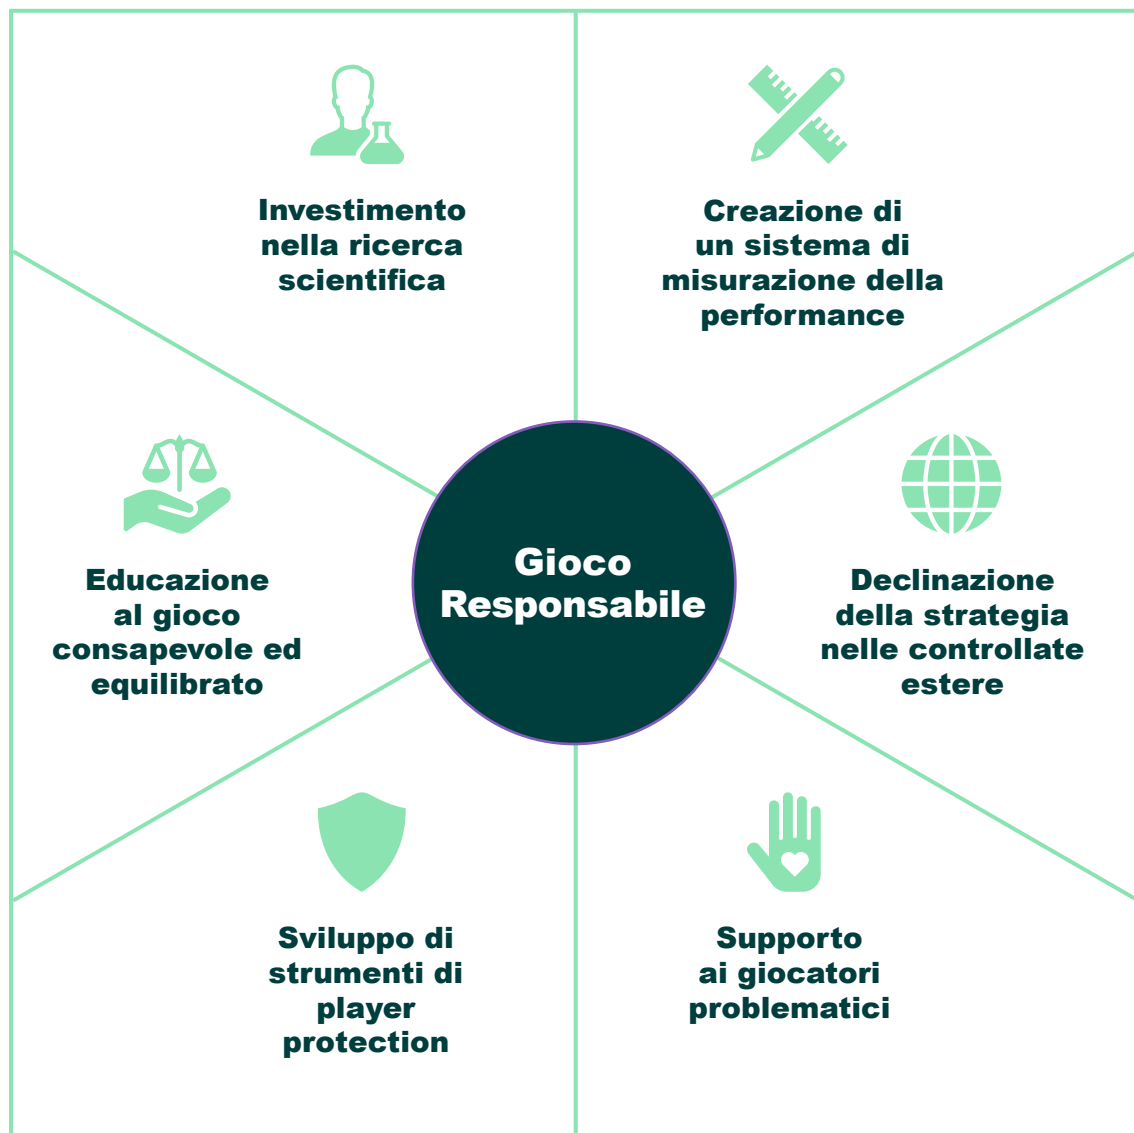 Investimento
nella ricerca
scientifica
Creazione di
un sistema di
misurazione della
performance
Educazione
al gioco
consapevole ed
equilibrato
Gioco
Responsabile
Declinazione
della strategia
nelle controllate
estere
Sviluppo di
strumenti di
player
protection
Supporto
ai giocatori
problematici